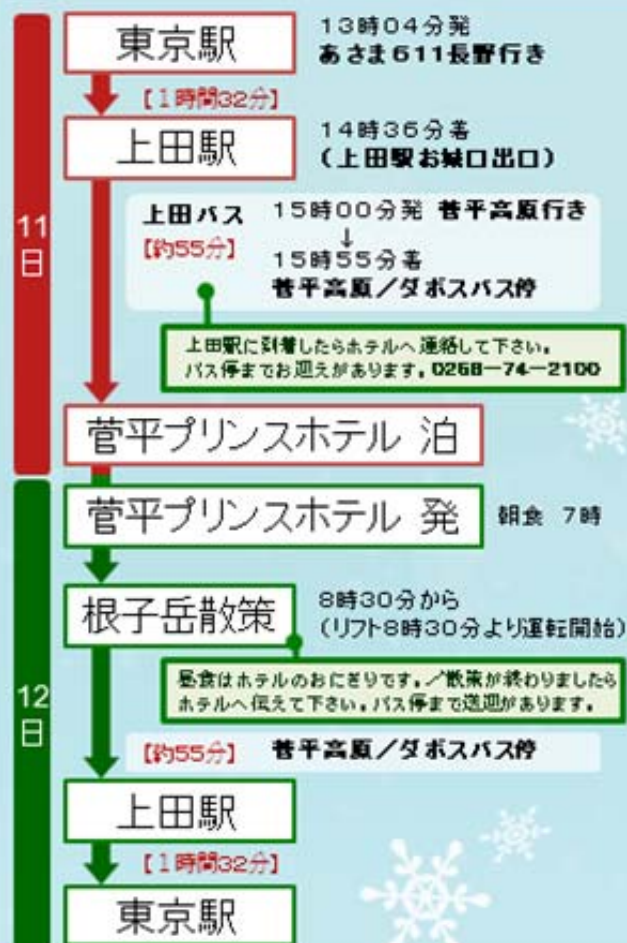 11日
東京駅
13時04分発
あさま611長野行き
【1時間32分】
上田駅
14時36分着
(上田駅お城口出口)
上田バス 15時00分発 菅平高原行き
【約55分】
↓
15時55分着
菅平高原/ダボスバス停
上田駅に到着したらホテルへ連絡して下さい。
バス停までお迎えがあります。0268-74-2100
菅平プリンスホテル 泊
12日
菅平プリンスホテル 発 朝食 7時
根子岳散策
8時30分から
(リフト8時30分より運転開始)
昼食はホテルのおにぎりです。/散策が終わりましたら
ホテルへ伝えて下さい。バス停まで送迎があります。
【約55分】 菅平高原/ダボスバス停
上田駅
【1時間32分】
東京駅